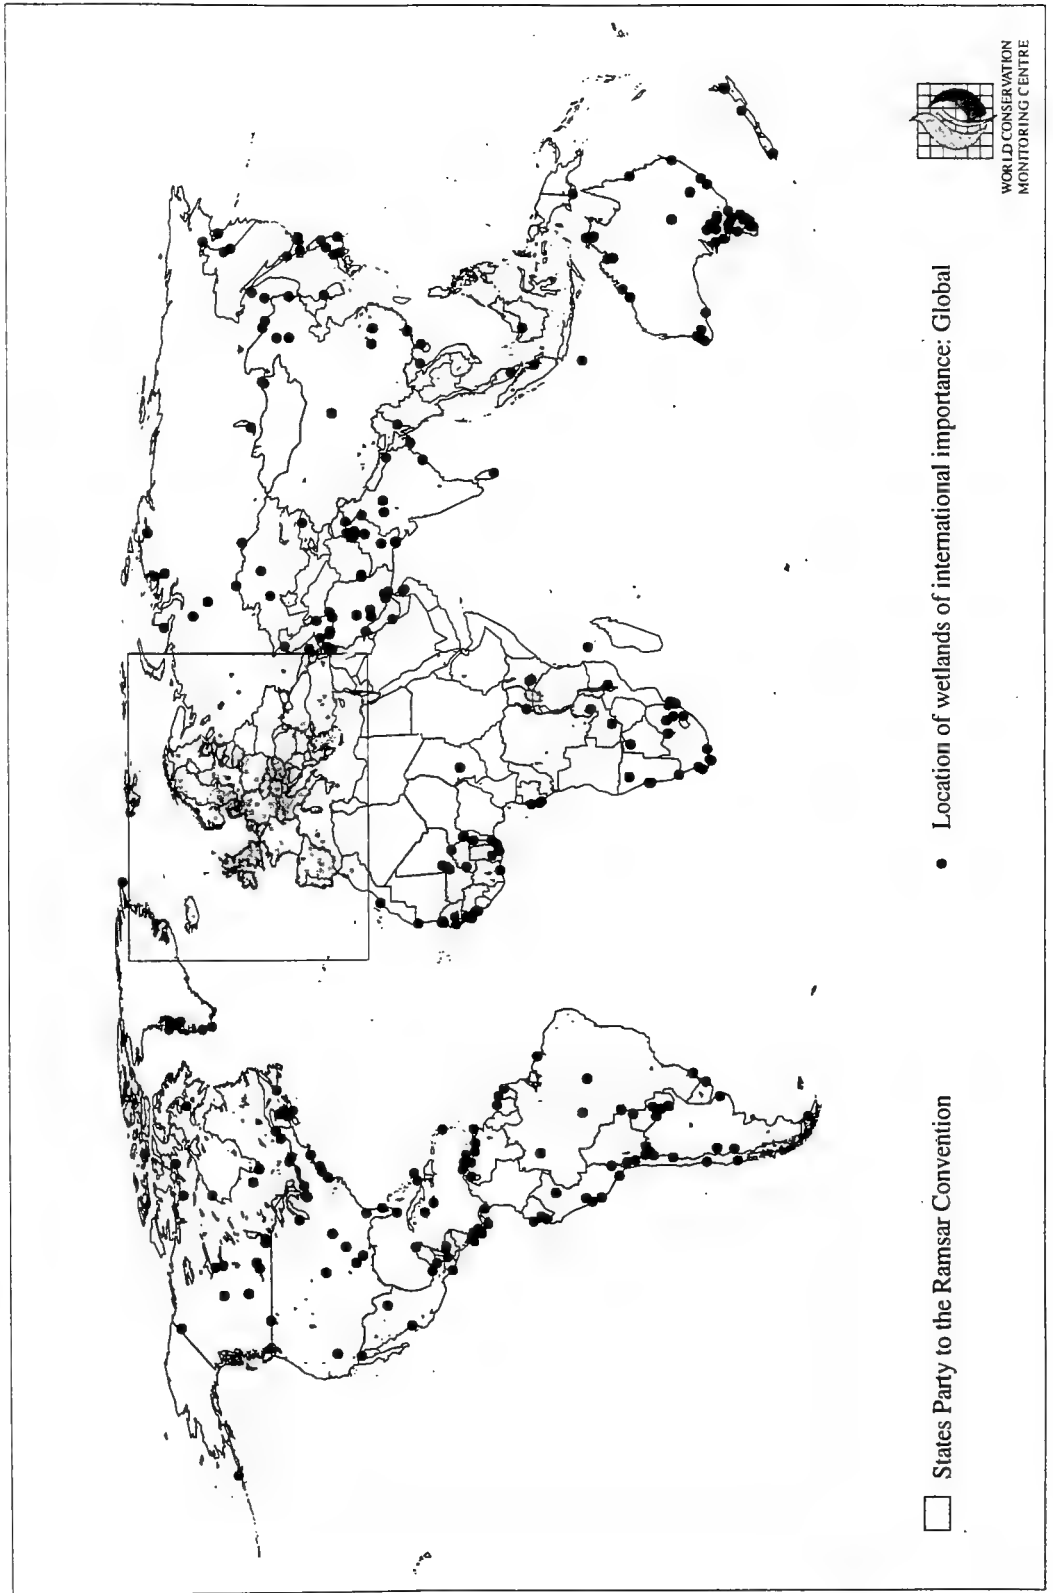 States Party to the Ramsar Convention
Location of wetlands of international importance: Global
WORLD CONSERVATION
MONITORING CENTRE